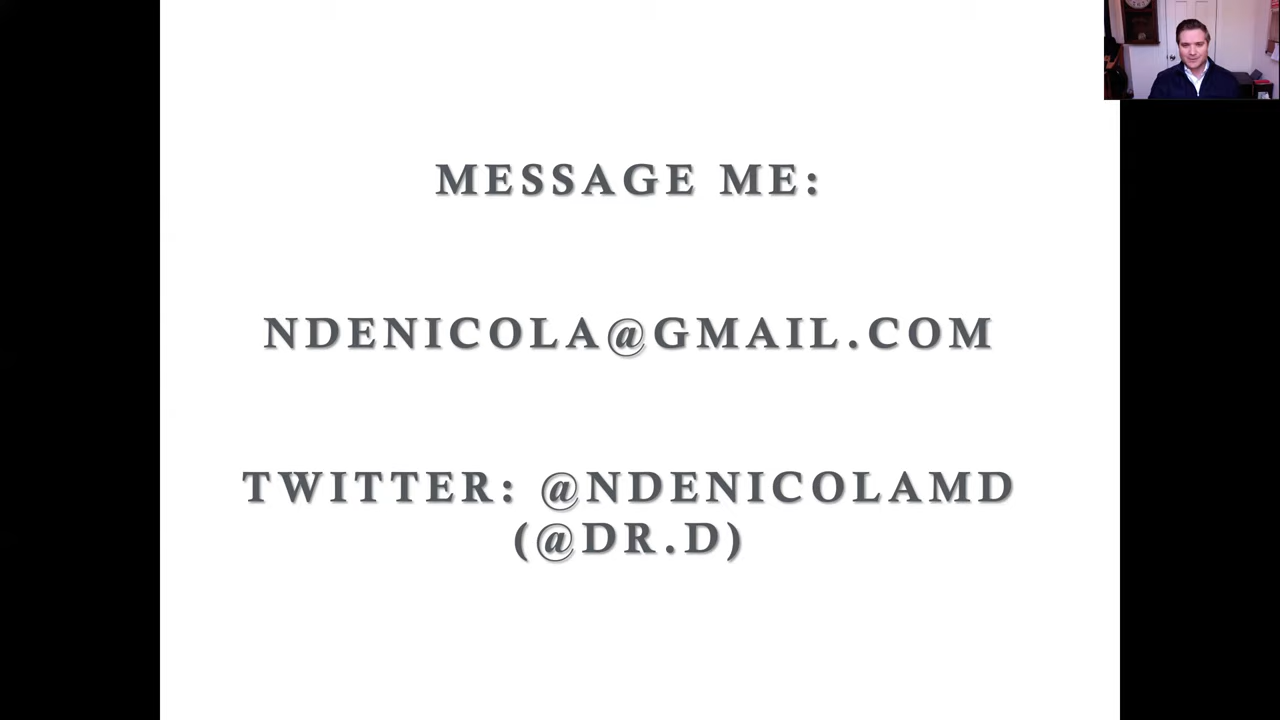 MESSAGE ME:
NDENICOLA@GMAIL.COM
TWITTER: @NDENICOLAMD
(@DR.D)